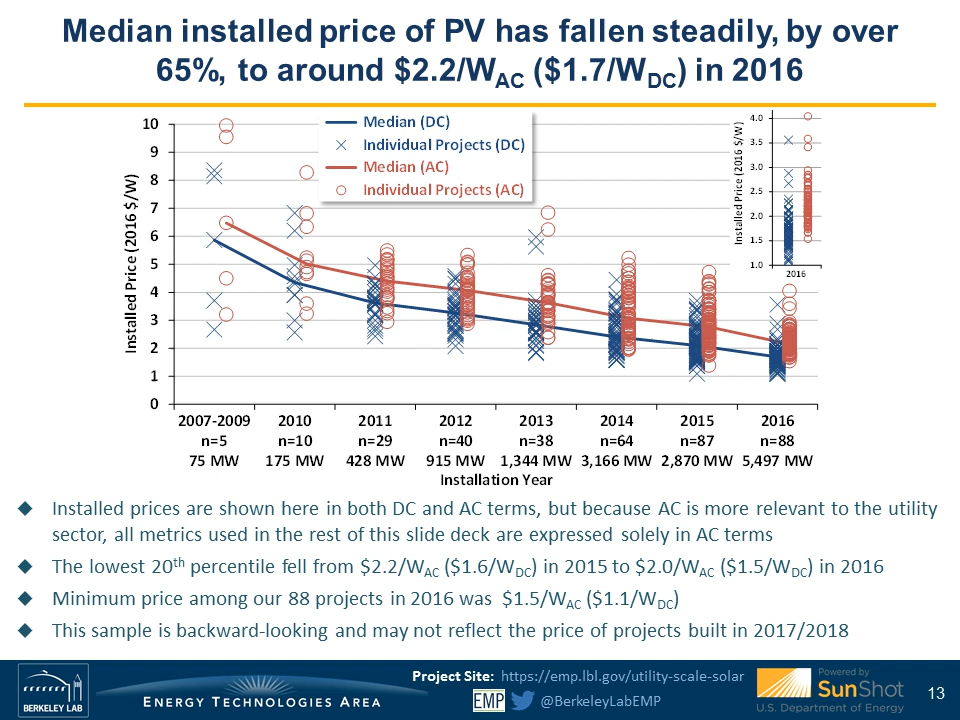 Median installed price of PV has fallen steadily, by over
65%, to around $2.2/WAC ($1.7/WDC) in 2016
Installed Price (2016 $/W)
10
9
8
7
6
5
4
3
2
1
0
Median (DC)
Individual Projects (DC)
Median (AC)
Individual Projects (AC)
Installed Price (2016 $/W)
4.0
3.5
3.0
2.5
2.0
1.5
1.0
2016
2007-2009 2010 2011 2012 2013 2014 2015 2016
n=5 n=10 n=29 n=40 n=38 n=64 n=87 n=88
75 MW 175 MW 428 MW 915 MW 1,344 MW 3,166 MW 2,870 MW 5,497 MW
Installation Year
Installed prices are shown here in both DC and AC terms, but because AC is more relevant to the utility
sector, all metrics used in the rest of this slide deck are expressed solely in AC terms
The lowest 20th percentile fell from $2.2/WAC ($1.6/WDC) in 2015 to $2.0/WAC ($1.5/WDC) in 2016
Minimum price among our 88 projects in 2016 was $1.5/WAC ($1.1/WDC)
This sample is backward-looking and may not reflect the price of projects built in 2017/2018
BERKELEY LAB
ENERGY TECHNOLOGIES AREA
Project Site: https://emp.lbl.gov/utility-scale-solar
EMP @BerkeleyLabEMP
Powered by
SunShot
U.S. Department of Energy
13